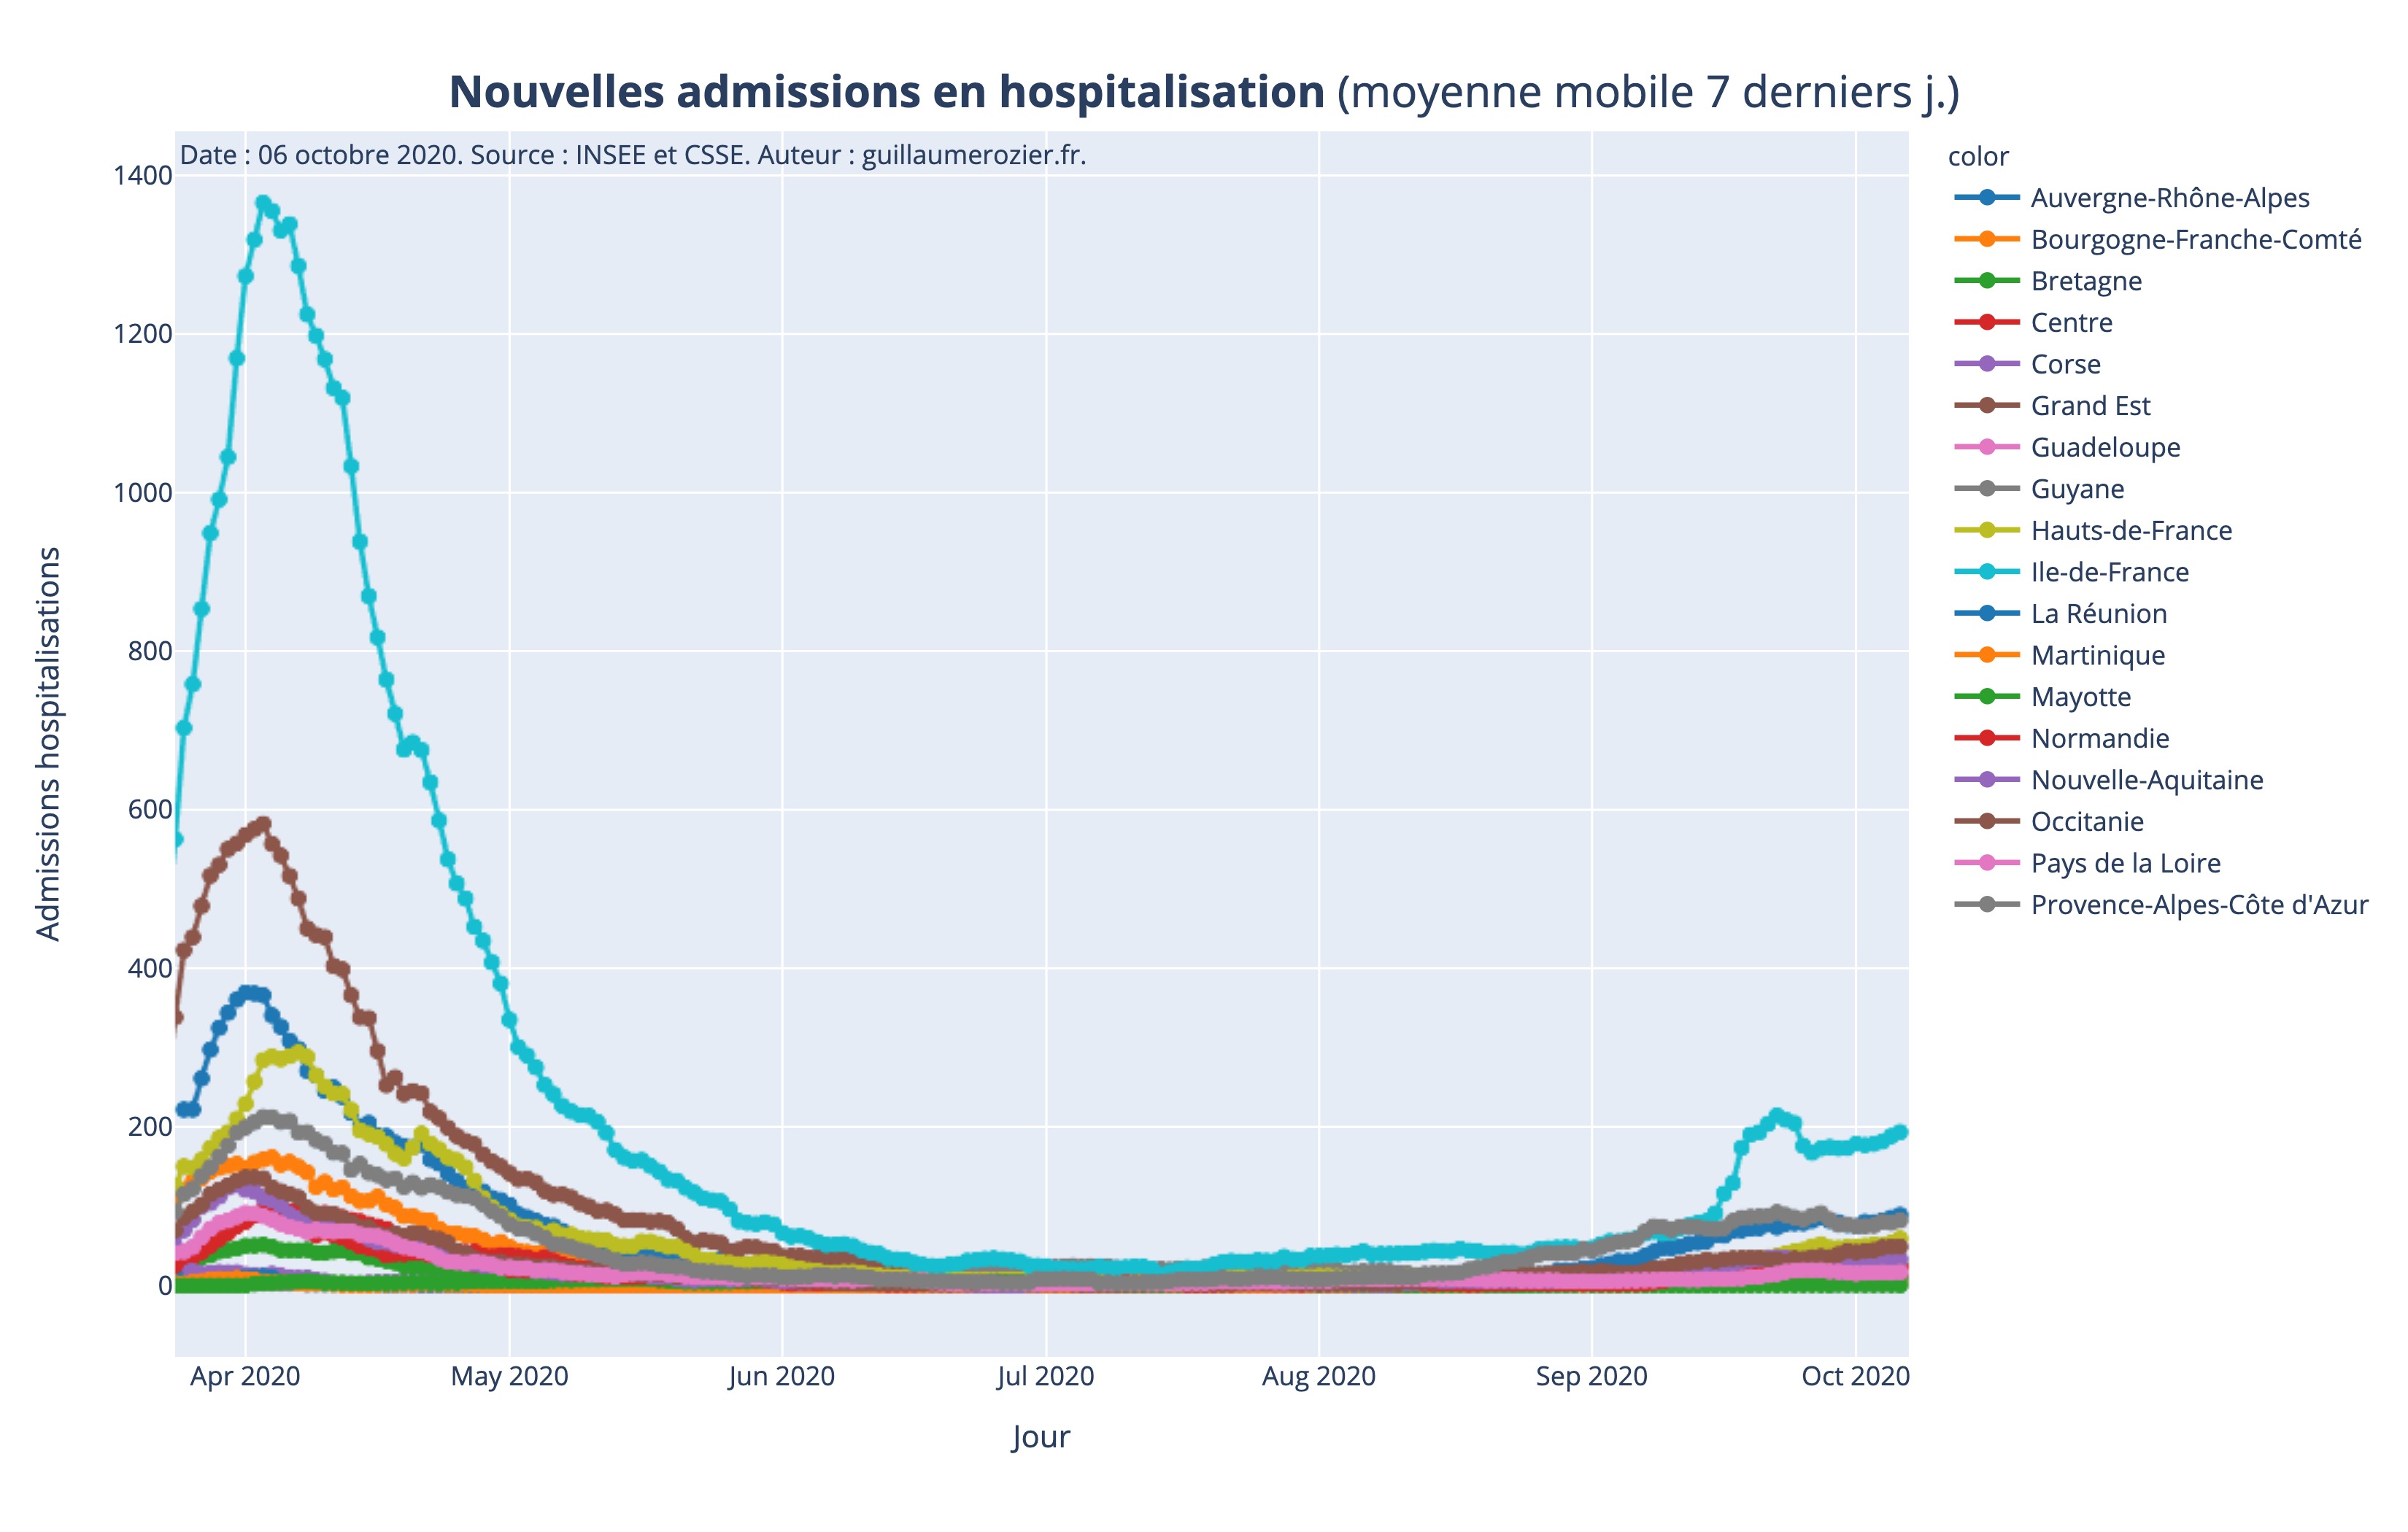 Nouvelles admissions en hospitalisation (moyenne mobile 7 derniers j.)
Date : 06 octobre 2020. Source : INSEE et CSSE. Auteur : guillaumerozier.fr.
1400
1200
1000
800
600
400
200
0
Admissions hospitalisations
Apr 2020
May 2020
Jun 2020
Jul 2020
Aug 2020
Sep 2020
Oct 2020
Jour
color
Auvergne-Rhône-Alpes
Bourgogne-Franche-Comté
Bretagne
Centre
Corse
Grand Est
Guadeloupe
Guyane
Hauts-de-France
Ile-de-France
La Réunion
Martinique
Mayotte
Normandie
Nouvelle-Aquitaine
Occitanie
Pays de la Loire
Provence-Alpes-Côte d'Azur